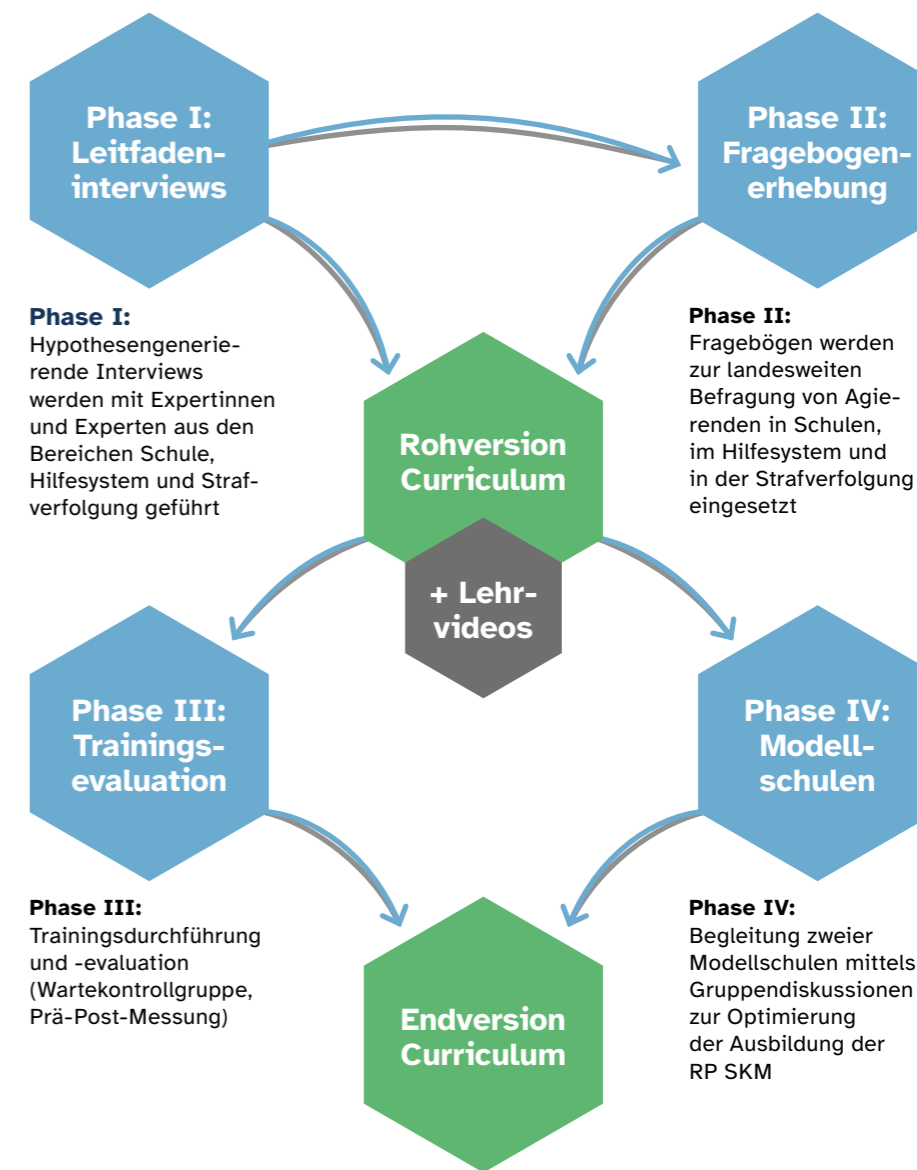 Phase I:
Leitfaden-
interviews
Phase II:
Fragebogen-
erhebung
Phase I:
Hypothesengenerie-
rende Interviews
werden mit Expertinnen
und Experten aus den
Bereichen Schule,
Hilfesystem und Straf-
verfolgung geführt
Phase II:
Fragebögen werden
zur landesweiten
Befragung von Agie-
renden in Schulen,
im Hilfesystem und
in der Strafverfolgung
eingesetzt
Rohversion
Curriculum
+ Lehr-
videos
Phase III:
Trainings-
evaluation
Phase IV:
Modell-
schulen
Phase III:
Trainingsdurchführung
und -evaluation
(Wartekontrollgruppe,
Prä-Post-Messung)
Phase IV:
Begleitung zweier
Modellschulen mittels
Gruppendiskussionen
zur Optimierung
der Ausbildung der
RP SKM
Endversion
Curriculum